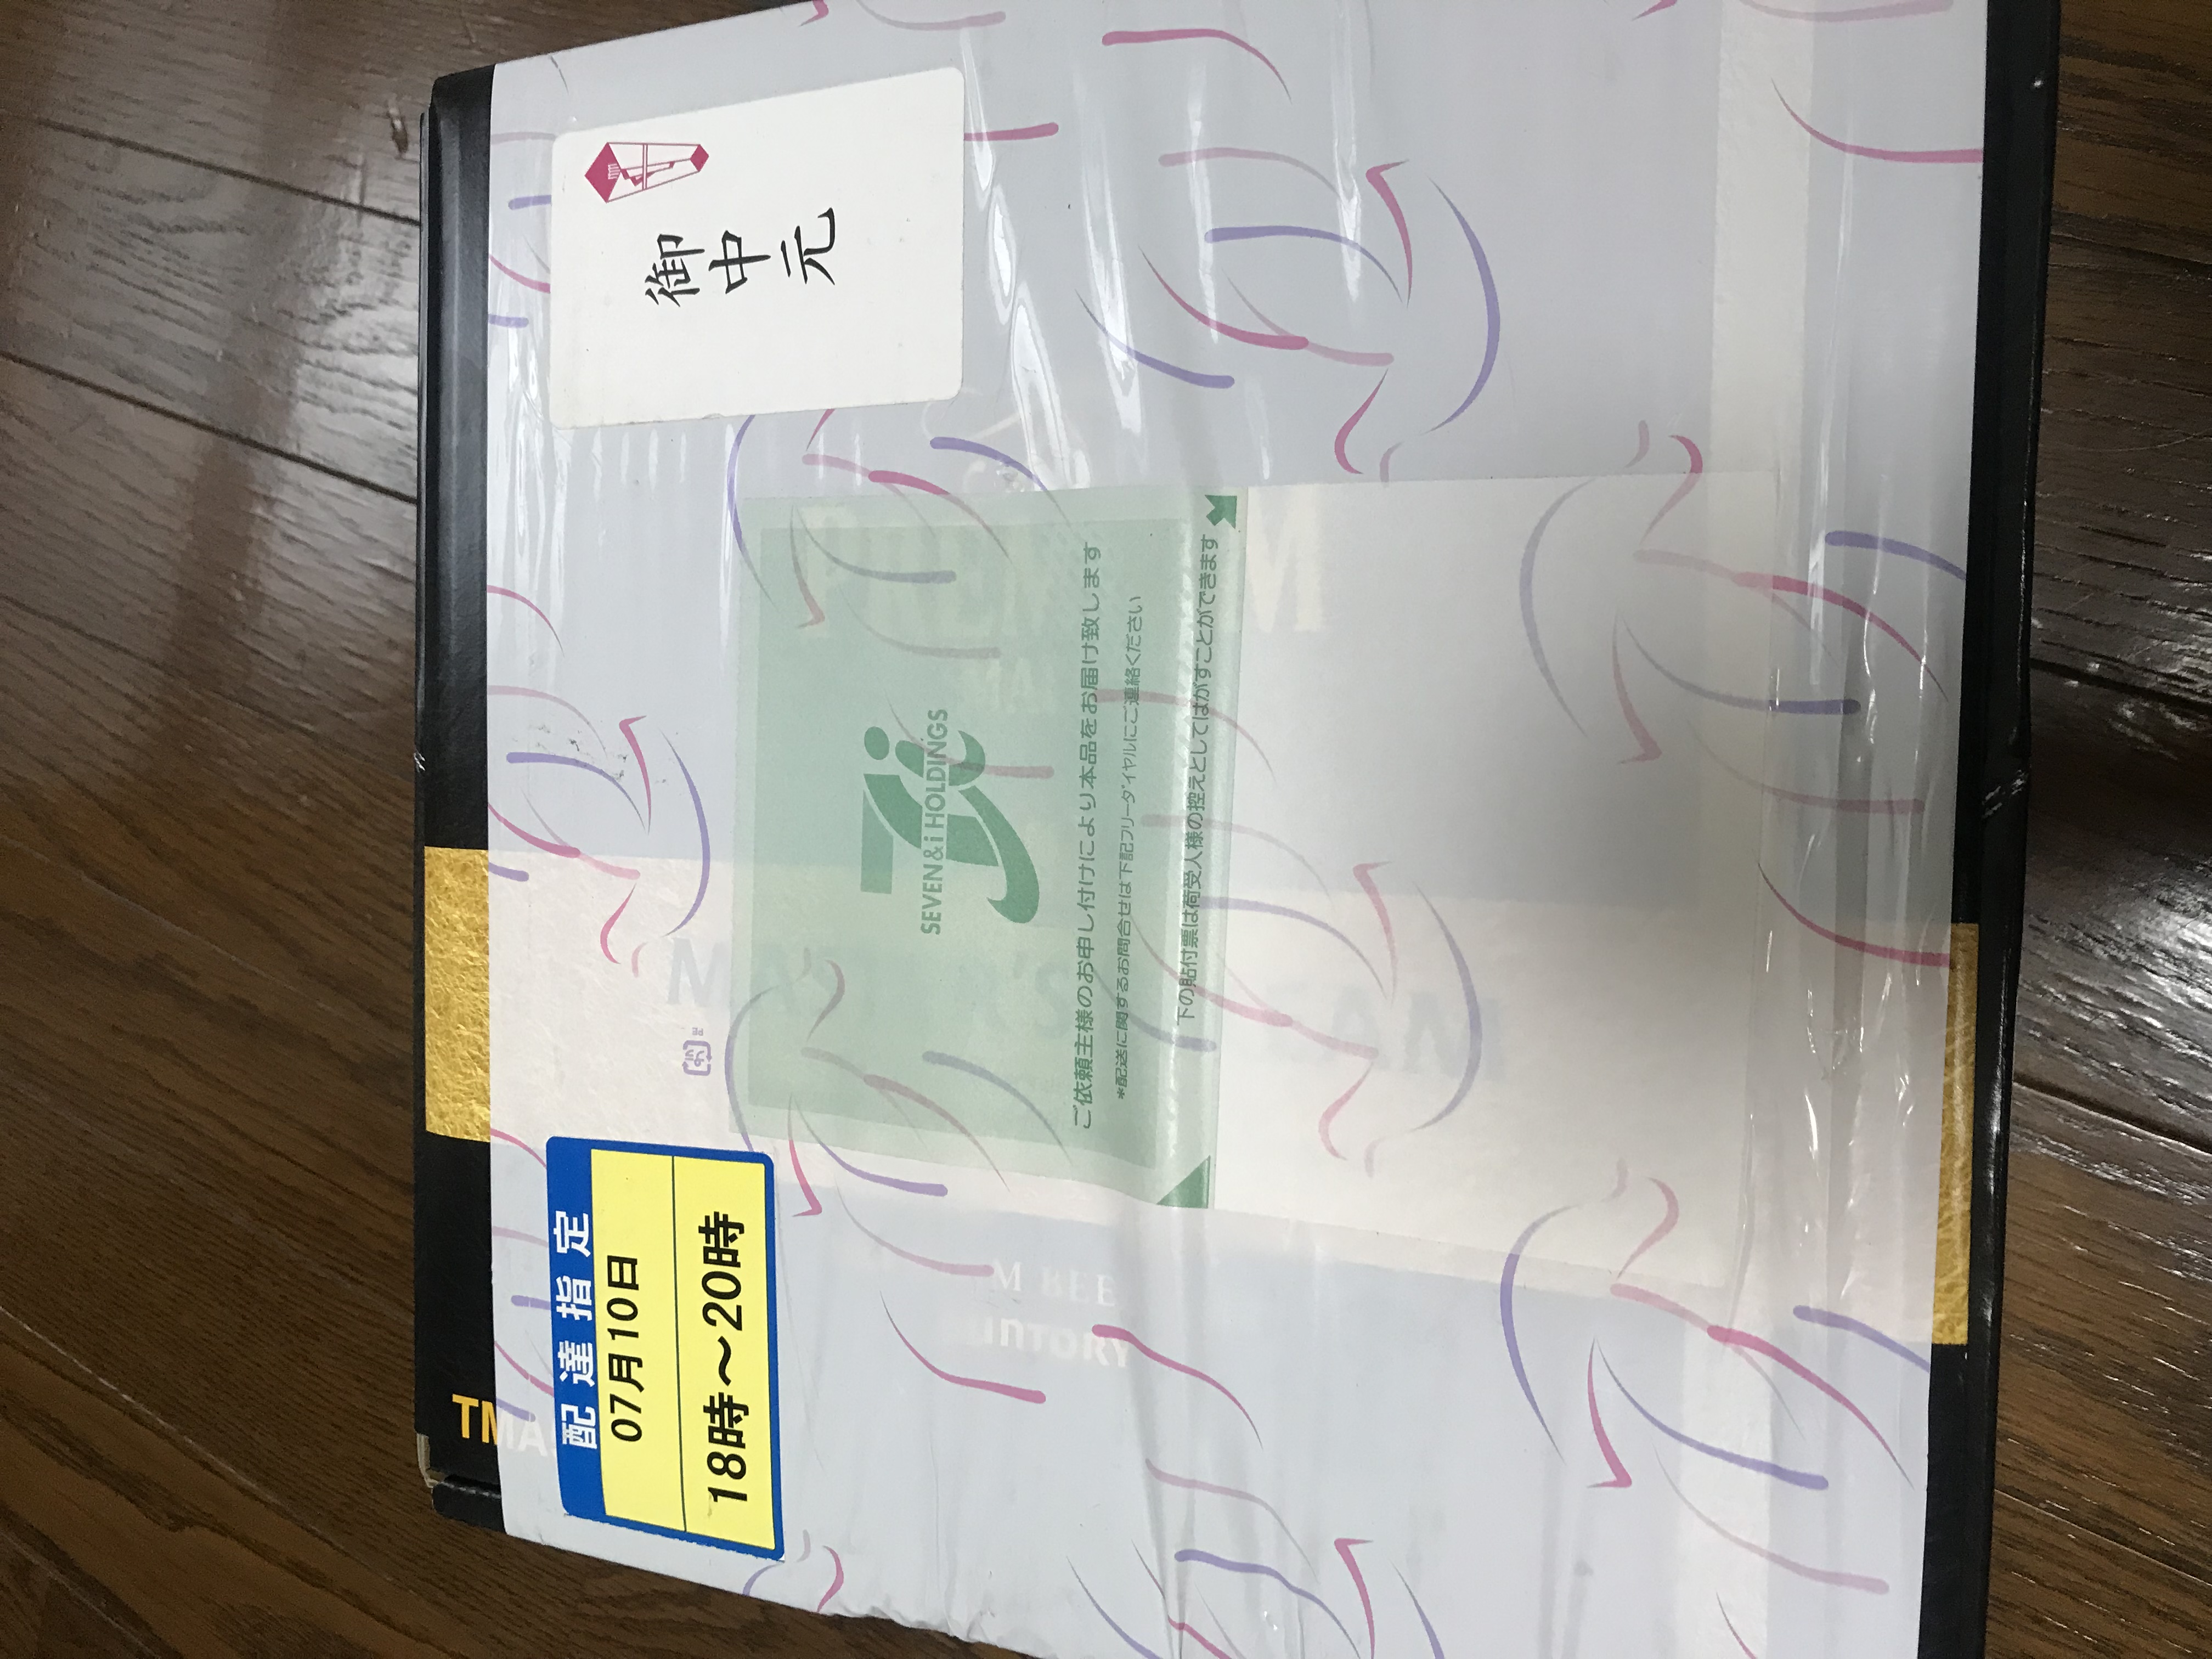 御中元
SEVEN&i HOLDINGS
ご依頼主様のお申し付けにより本品をお届け致します
*配送に関するお問合せは下記フリーダイヤルにご連絡ください
下の貼付票は荷受人様の控えとしてはがすことができます
配達指定
07月10日
18時～20時